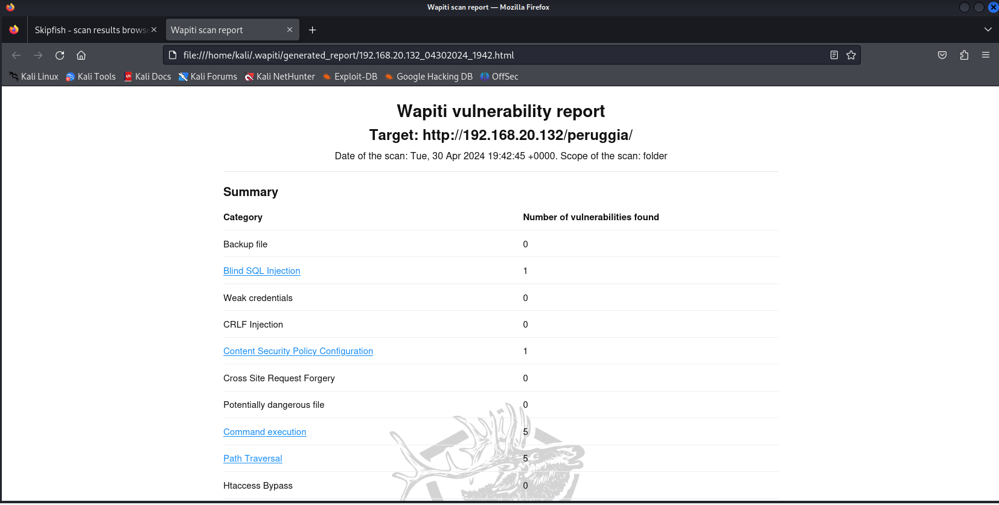 Wapiti scan report — Mozilla Firefox
Skipfish - scan results brows
Wapiti scan report
file:///home/kali/.wapiti/generated_report/192.168.20.132_04302024_1942.html
Kali Linux Kali Tools Kali Docs Kali Forums Kali NetHunter Exploit-DB Google Hacking DB OffSec
Wapiti vulnerability report
Target: http://192.168.20.132/peruggia/
Date of the scan: Tue, 30 Apr 2024 19:42:45 +0000. Scope of the scan: folder
Summary
Category Number of vulnerabilities found
Backup file 0
Blind SQL Injection 1
Weak credentials 0
CRLF Injection 0
Content Security Policy Configuration 1
Cross Site Request Forgery 0
Potentially dangerous file 0
Command execution 5
Path Traversal 5
Htaccess Bypass 0